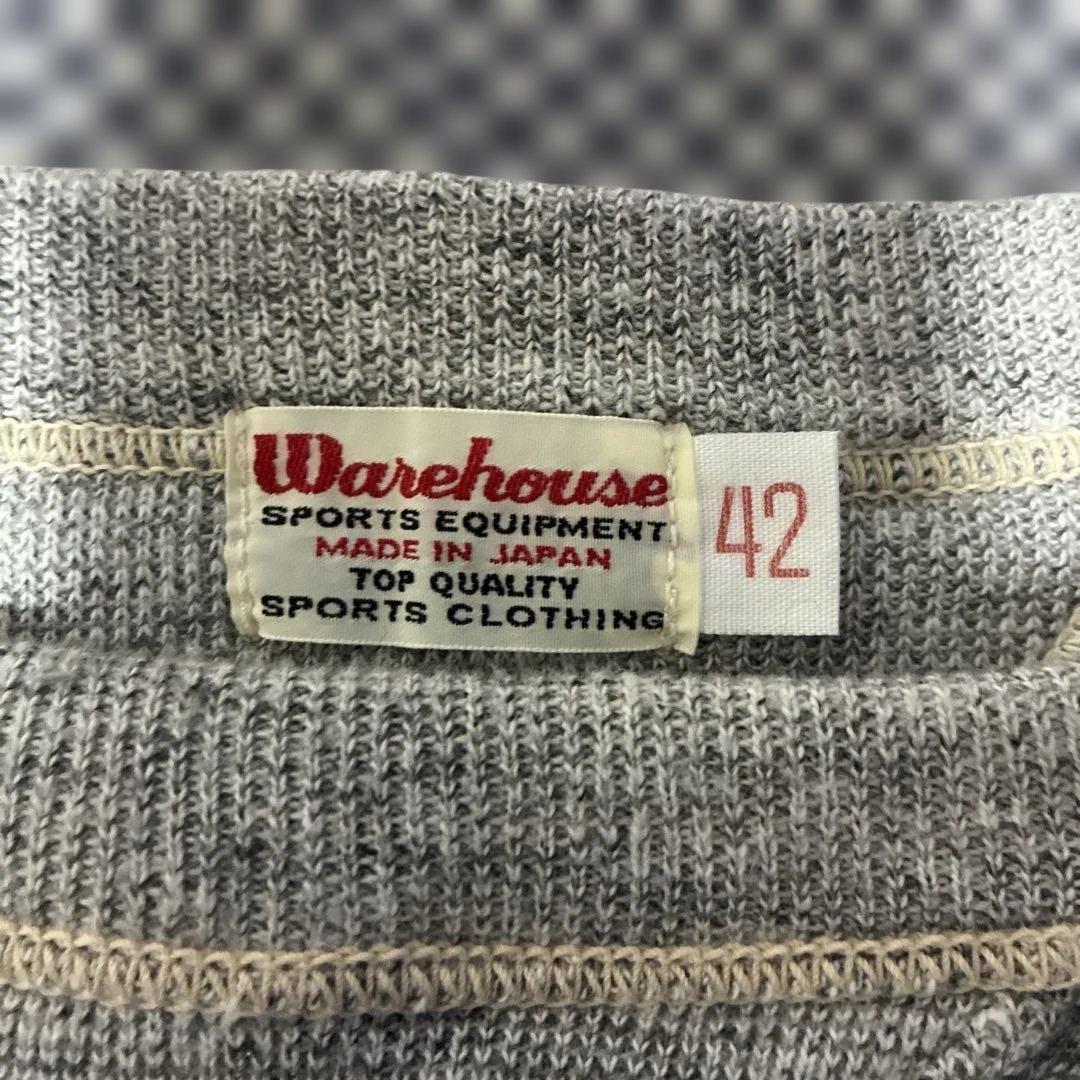 Warehouse
SPORTS EQUIPMENT
MADE IN JAPAN
TOP QUALITY
SPORTS CLOTHING
42